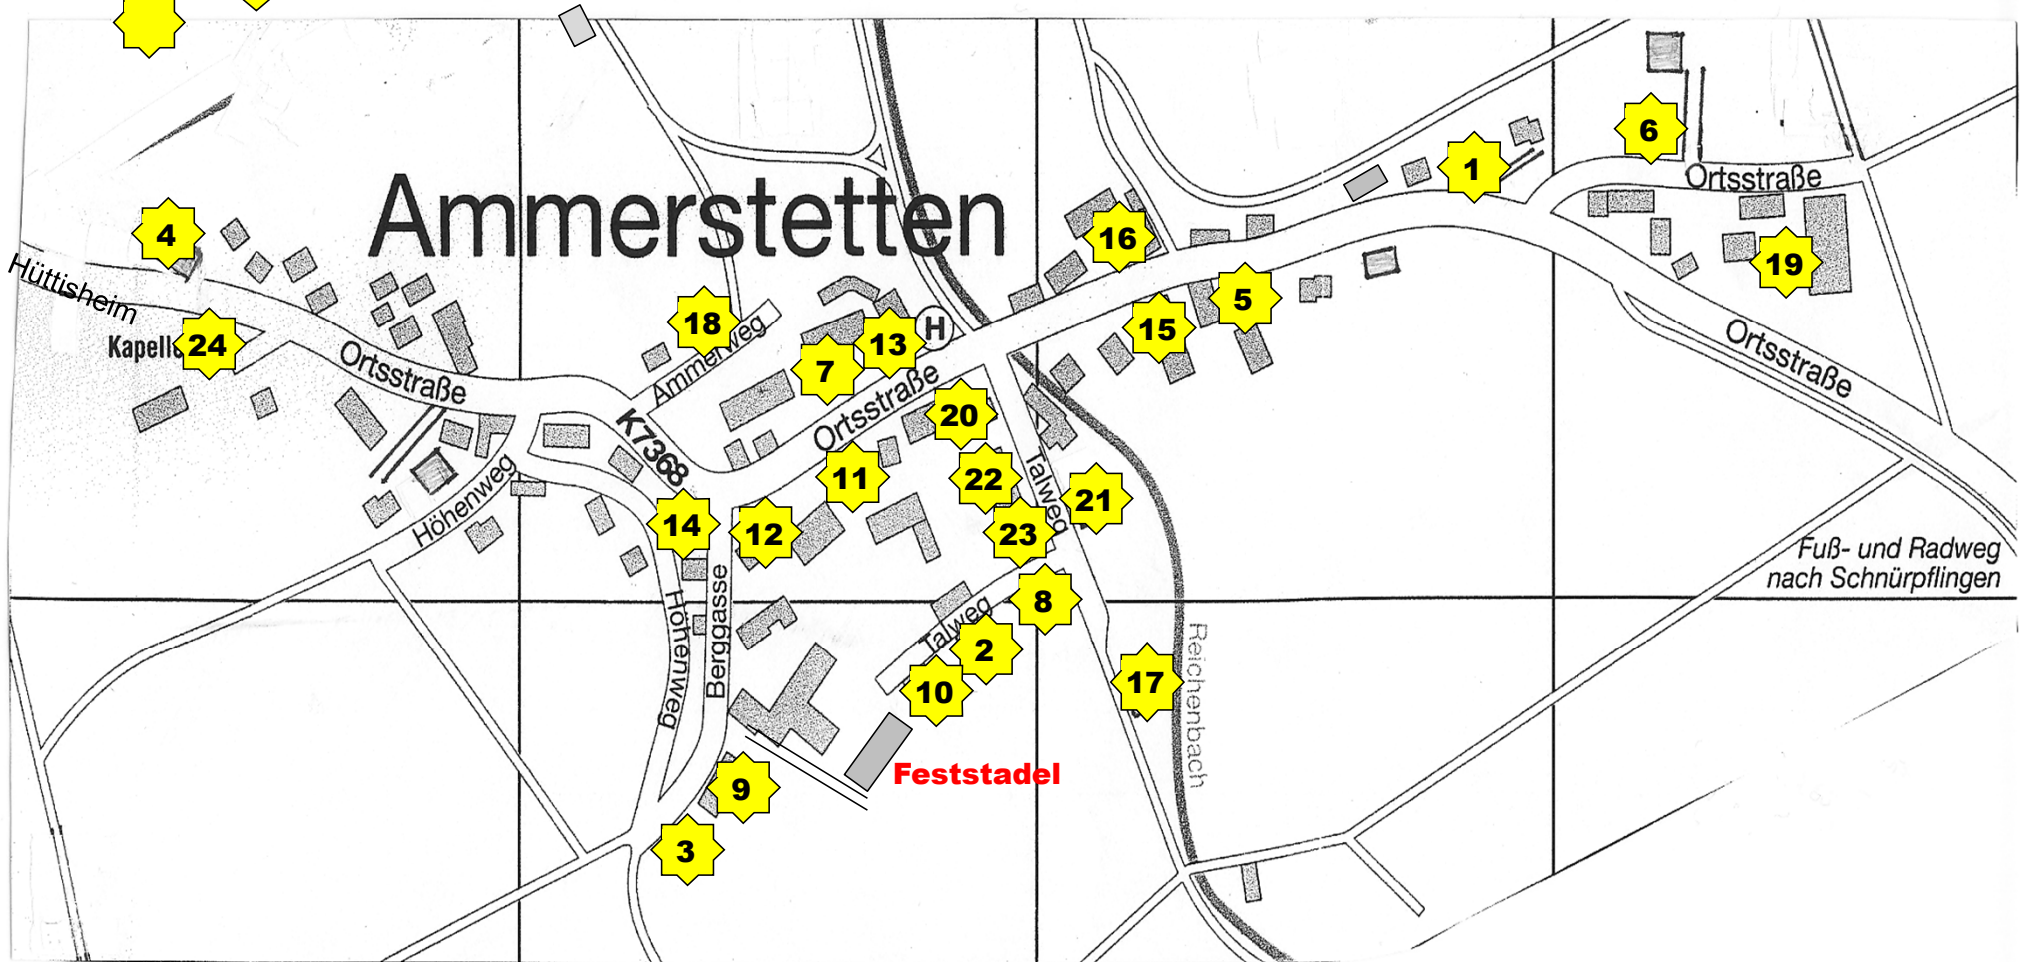 6
1
Ortsstraße
Ammerstetten
4
16
19
Hüttisheim
5
18
H
15
13
24
Ortsstraße
Ammerweg
7
Ortsstraße
Ortsstraße
20
K7368
11
22
Talweg
21
Höhenweg
14
12
23
Fuß- und Radweg
nach Schnürpflingen
8
Höhenweg
Berggasse
Talweg
2
10
17
Reichenbach
Feststadel
9
3